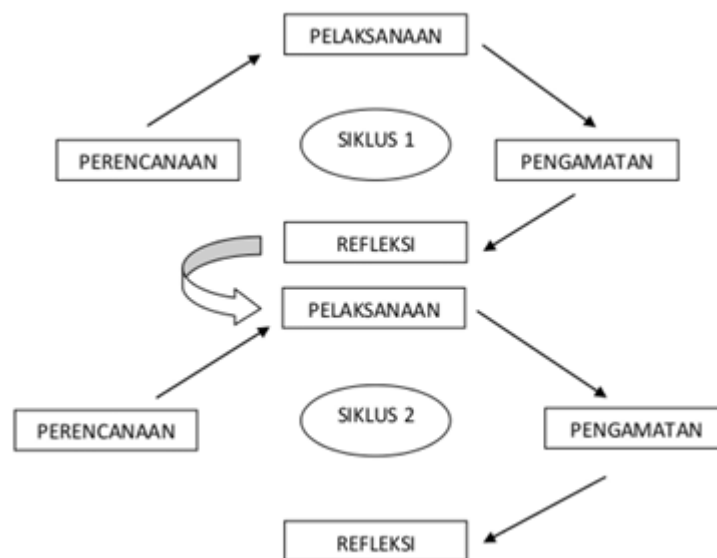 PELAKSANAAN
SIKLUS 1
PERENCANAAN
PENGAMATAN
REFLEKSI
PELAKSANAAN
SIKLUS 2
PERENCANAAN
PENGAMATAN
REFLEKSI